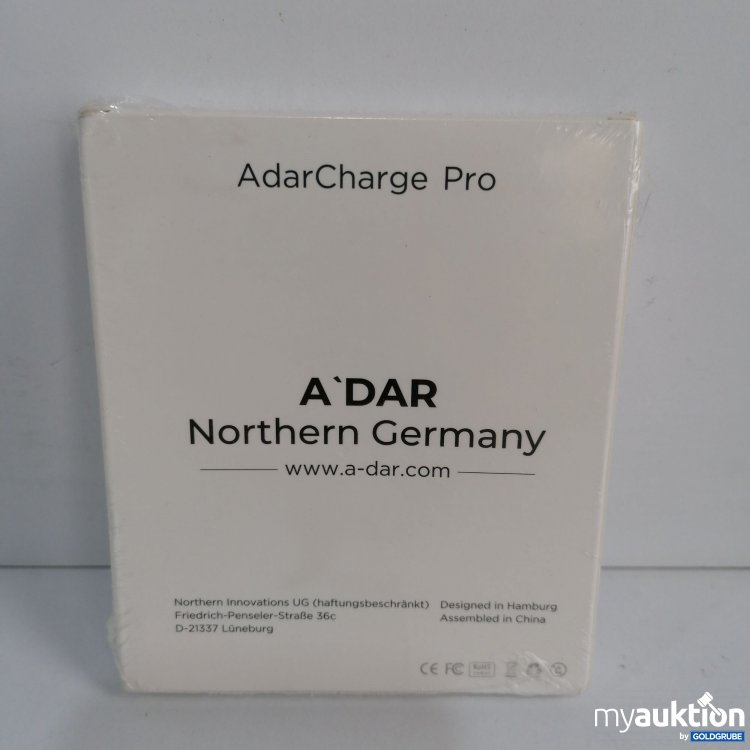 AdarCharge Pro
A`DAR
Northern Germany
www.a-dar.com
Northern Innovations UG (haftungsbeschränkt)
Friedrich-Penseler-Straße 36c
D-21337 Lüneburg
Designed in Hamburg
Assembled in China
CE FC RoHS
myauktion
by GOLDGRUBE